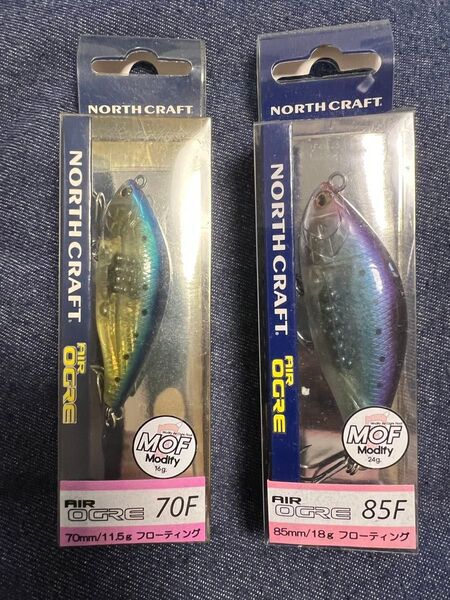 NORTH CRAFT
NORTH CRAFT.
AIR
OGRE
MOF
Modify
16g.
AIR
OGRE 70F
70mm/11.5g フローティング
NORTH CRAFT.
NORTH CRAFT.
AIR
OGRE
MOF
Modify
24g.
AIR
OGRE 85F
85mm/18g フローティング